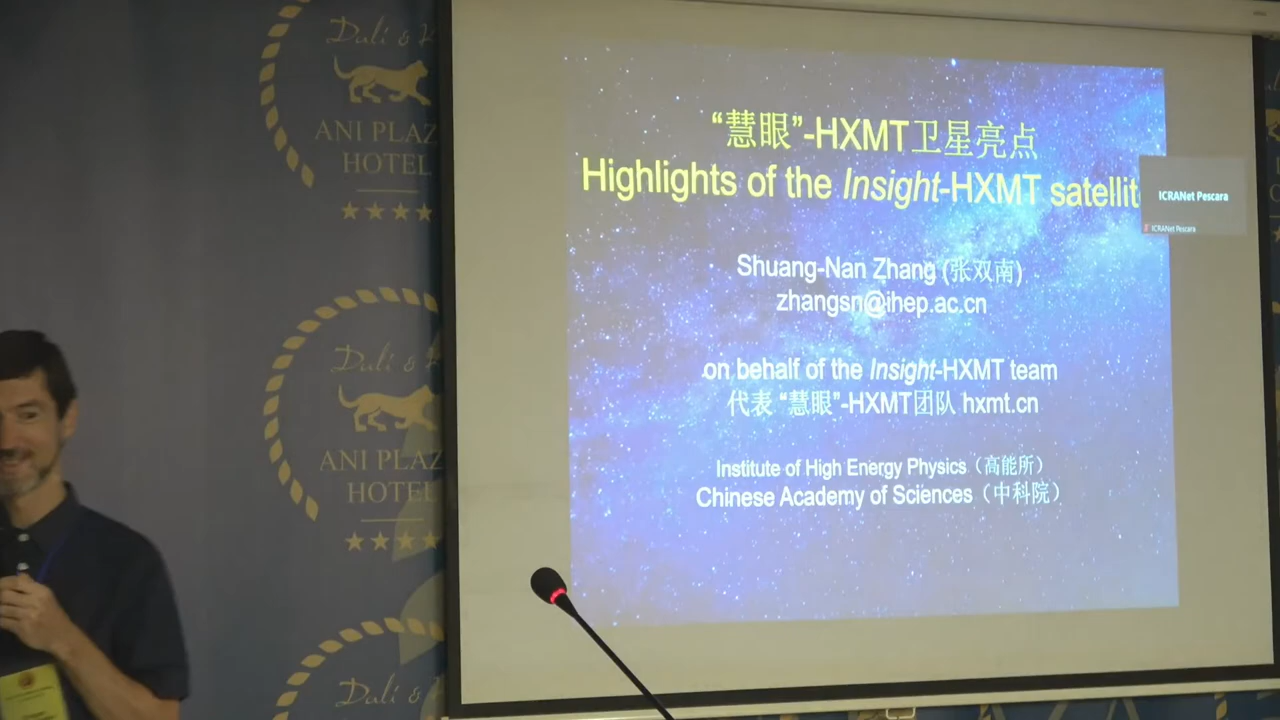 “慧眼”-HXMT卫星亮点
Highlights of the Insight-HXMT satellit
Shuang-Nan Zhang (张双南)
zhangsn@ihep.ac.cn
on behalf of the Insight-HXMT team
代表 “慧眼”-HXMT团队 hxmt.cn
Institute of High Energy Physics（高能所）
Chinese Academy of Sciences（中科院）
ICRANet Pescara
ICRANet Pescara
Dali &
ANI PLAZ
HOTEL
Dali &
ANI PLAZ
HOTEL
Dali &